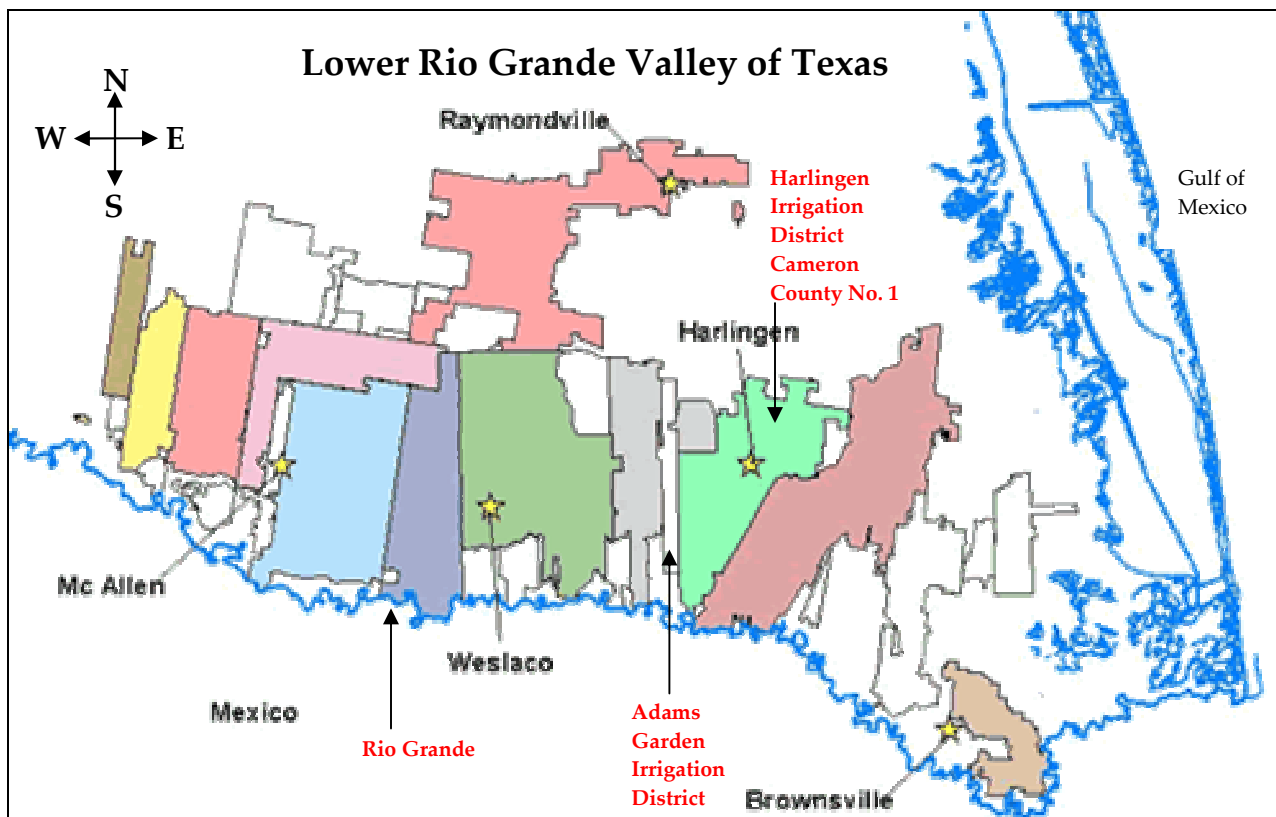 Lower Rio Grande Valley of Texas
N
W
E
S
Raymondville
Harlingen
Irrigation
District
Cameron
County No. 1
Gulf of
Mexico
Harlingen
Mc Allen
Weslaco
Mexico
Rio Grande
Adams
Garden
Irrigation
District
Brownsville